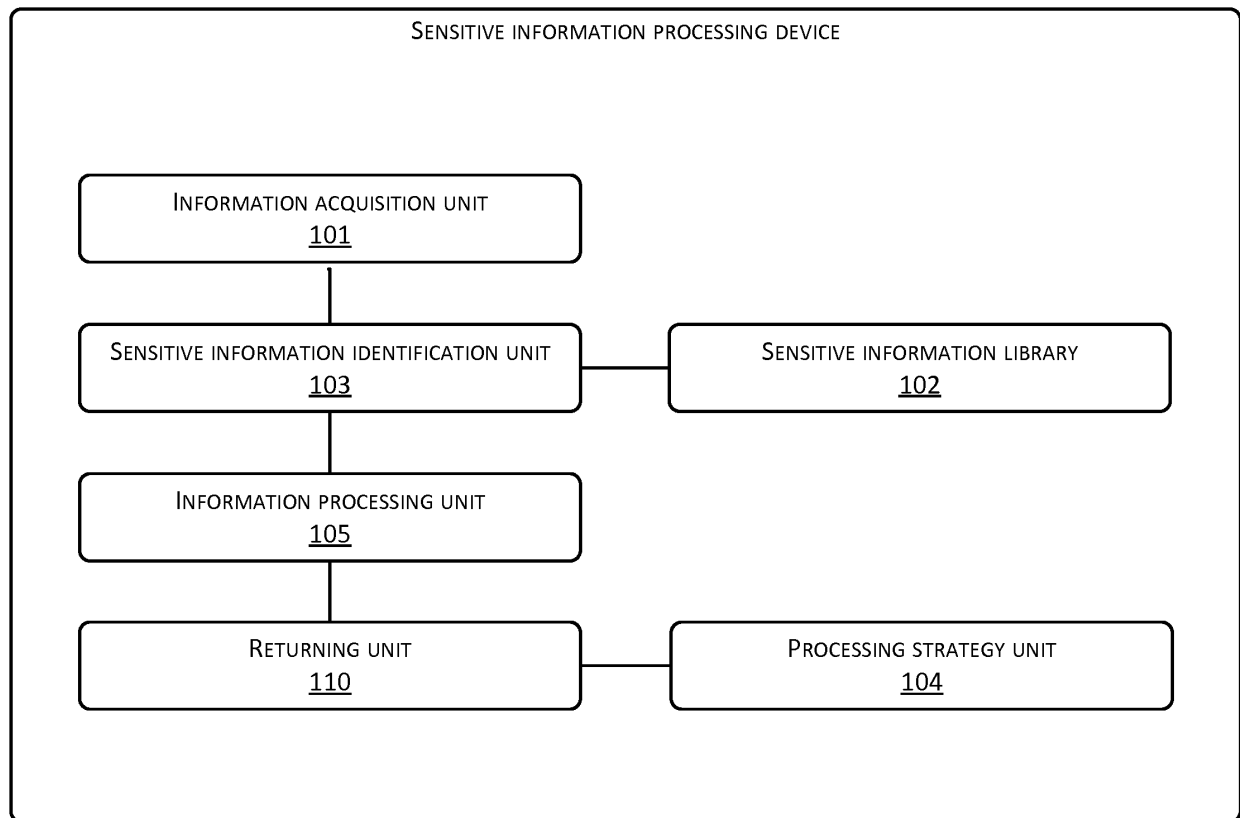 SENSITIVE INFORMATION PROCESSING DEVICE
INFORMATION ACQUISITION UNIT
101
SENSITIVE INFORMATION IDENTIFICATION UNIT
103
SENSITIVE INFORMATION LIBRARY
102
INFORMATION PROCESSING UNIT
105
RETURNING UNIT
110
PROCESSING STRATEGY UNIT
104